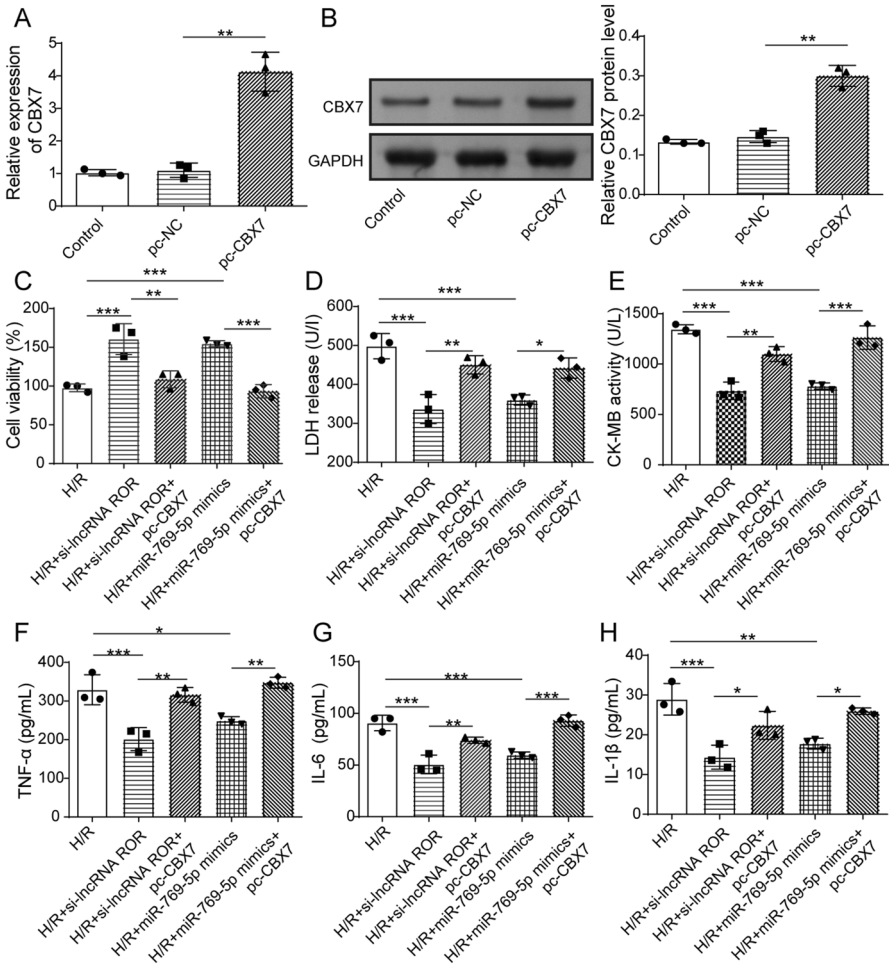 A
Relative expression
of CBX7
5
4
3
2
1
0
**
Control
pc-NC
pc-CBX7
B
CBX7
GAPDH
Control
pc-NC
pc-CBX7
Relative CBX7 protein level
0.4
0.3
0.2
0.1
0.0
**
Control
pc-NC
pc-CBX7
C
Cell viability (%)
200
150
100
50
0
***
***
**
***
H/R
H/R+si-lncRNA ROR
H/R+si-lncRNA ROR+
pc-CBX7
H/R+miR-769-5p mimics
H/R+miR-769-5p mimics+
pc-CBX7
D
LDH release (U/l)
600
500
400
300
200
***
***
**
*
H/R
H/R+si-lncRNA ROR
H/R+si-lncRNA ROR+
pc-CBX7
H/R+miR-769-5p mimics
H/R+miR-769-5p mimics+
pc-CBX7
E
CK-MB activity (U/L)
1500
1250
1000
750
500
250
0
***
***
**
***
H/R
H/R+si-lncRNA ROR
H/R+si-lncRNA ROR+
pc-CBX7
H/R+miR-769-5p mimics
H/R+miR-769-5p mimics+
pc-CBX7
F
TNF-α (pg/mL)
400
300
200
100
0
*
***
**
**
H/R
H/R+si-lncRNA ROR
H/R+si-lncRNA ROR+
pc-CBX7
H/R+miR-769-5p mimics
H/R+miR-769-5p mimics+
pc-CBX7
G
IL-6 (pg/mL)
150
100
50
0
***
***
**
***
H/R
H/R+si-lncRNA ROR
H/R+si-lncRNA ROR+
pc-CBX7
H/R+miR-769-5p mimics
H/R+miR-769-5p mimics+
pc-CBX7
H
IL-1β (pg/mL)
40
30
20
10
0
**
***
*
*
H/R
H/R+si-lncRNA ROR
H/R+si-lncRNA ROR+
pc-CBX7
H/R+miR-769-5p mimics
H/R+miR-769-5p mimics+
pc-CBX7